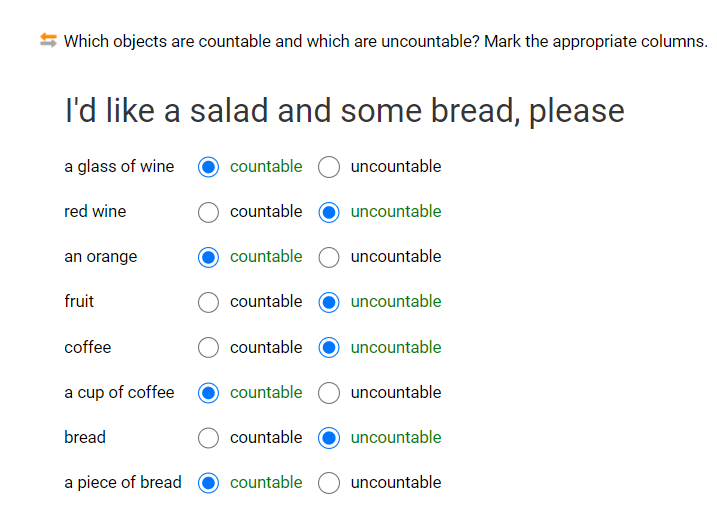 Which objects are countable and which are uncountable? Mark the appropriate columns.
I'd like a salad and some bread, please
a glass of wine countable uncountable
red wine countable uncountable
an orange countable uncountable
fruit countable uncountable
coffee countable uncountable
a cup of coffee countable uncountable
bread countable uncountable
a piece of bread countable uncountable